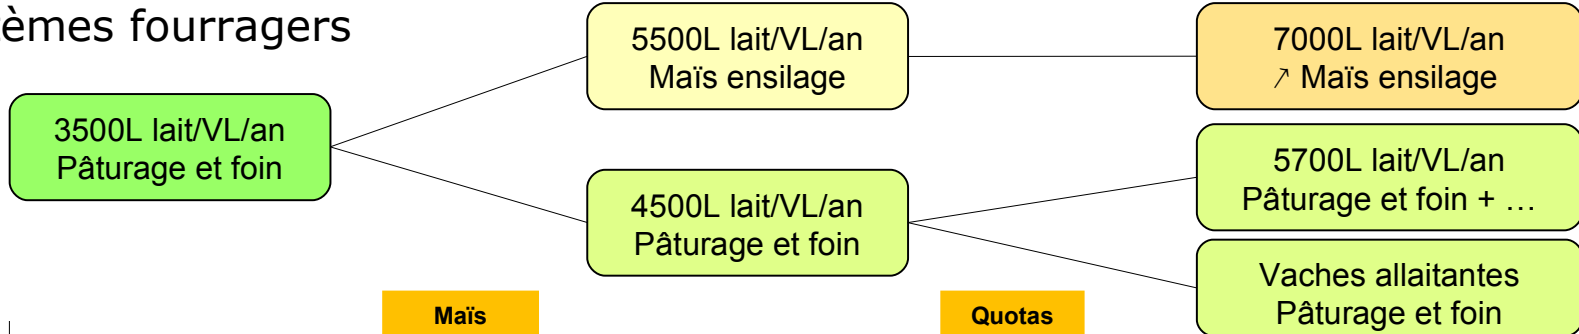 tèmes fourragers
3500L lait/VL/an
Pâturage et foin
5500L lait/VL/an
Maïs ensilage
4500L lait/VL/an
Pâturage et foin
7000L lait/VL/an
↗ Maïs ensilage
5700L lait/VL/an
Pâturage et foin + …
Vaches allaitantes
Pâturage et foin
Maïs
Quotas